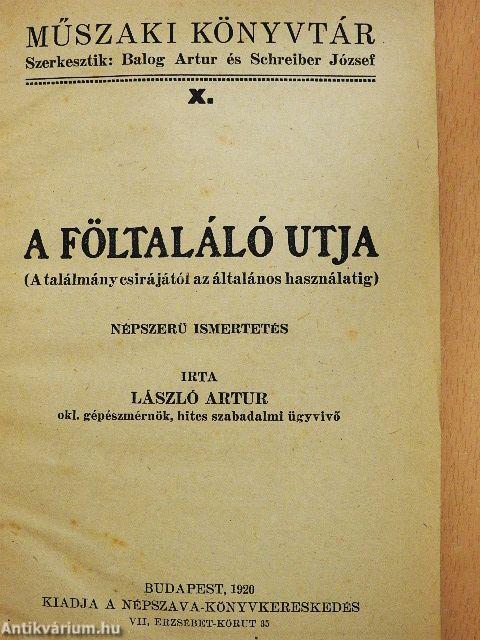 MŰSZAKI KÖNYVTÁR
Szerkesztik: Balog Artur és Schreiber József
X.
A FÖLTALÁLÓ UTJA
(A találmány csirájától az általános használatig)
NÉPSZERŰ ISMERTETÉS
IRTA
LÁSZLÓ ARTUR
okl. gépészmérnök, hites szabadalmi ügyvivő
BUDAPEST, 1920
KIADJA A NÉPSZAVA-KÖNYVKERESKEDÉS
VII, ERZSÉBET-KÖRUT 35
Antikvárium.hu